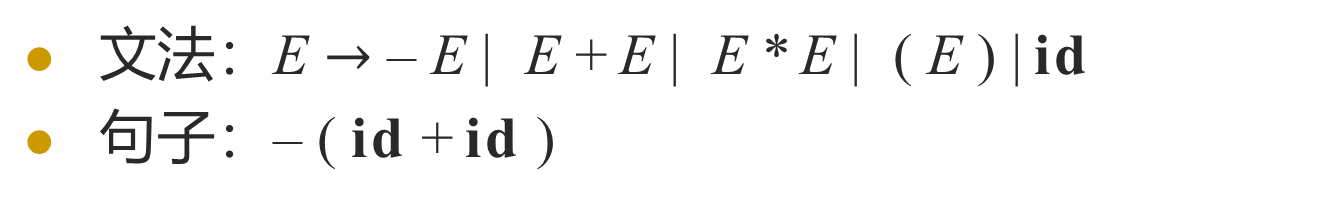 • 文法：E → – E | E + E | E * E | ( E ) | id
• 句子：– ( id + id )